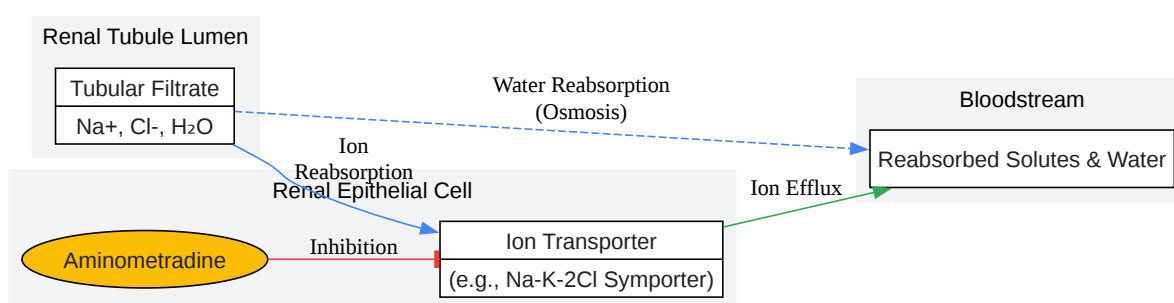 Renal Tubule Lumen
Tubular Filtrate
Na+, Cl-, H₂O
Water Reabsorption
(Osmosis)
Bloodstream
Reabsorbed Solutes & Water
Ion
Reabsorption
Renal Epithelial Cell
Ion Efflux
Aminometradine
Inhibition
Ion Transporter
(e.g., Na-K-2Cl Symporter)